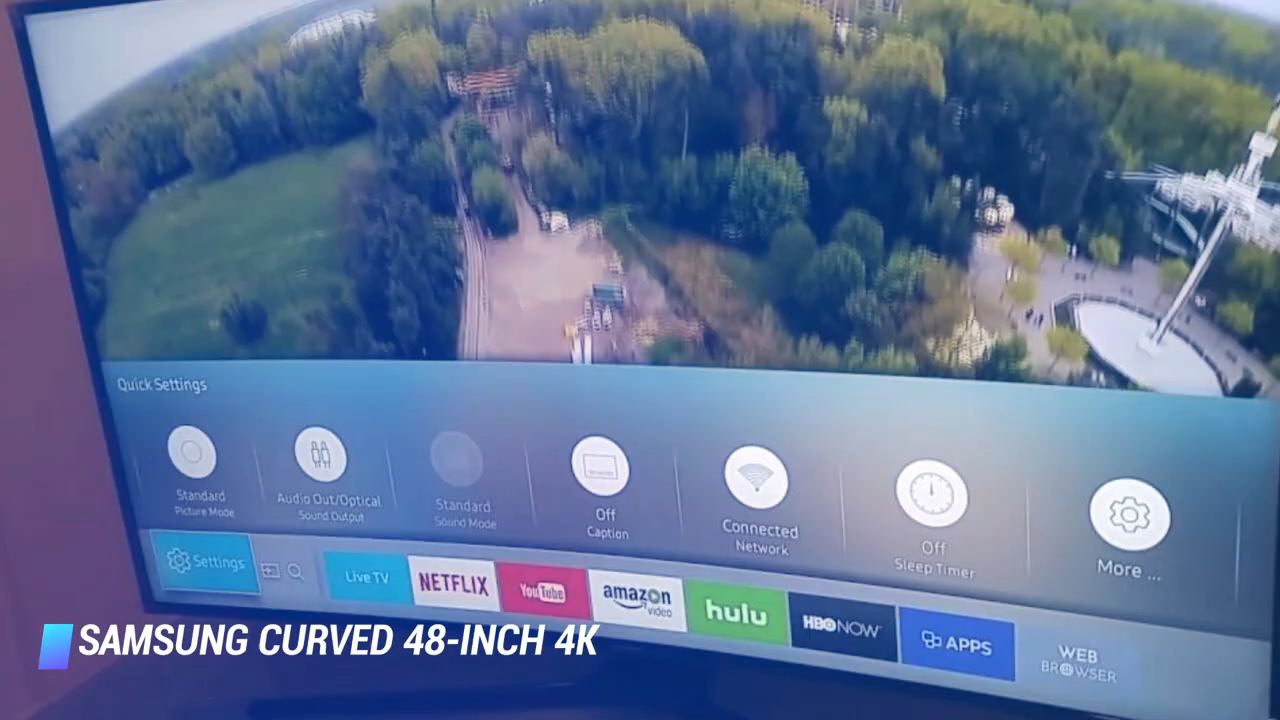 Quick Settings
Standard
Picture Mode
Audio Out/Optical
Sound Output
Standard
Sound Mode
Off
Caption
Connected
Network
Off
Sleep Timer
More ...
Settings
Live TV
NETFLIX
YouTube
amazon
video
hulu
HBO NOW
APPS
WEB
BROWSER
SAMSUNG CURVED 48-INCH 4K